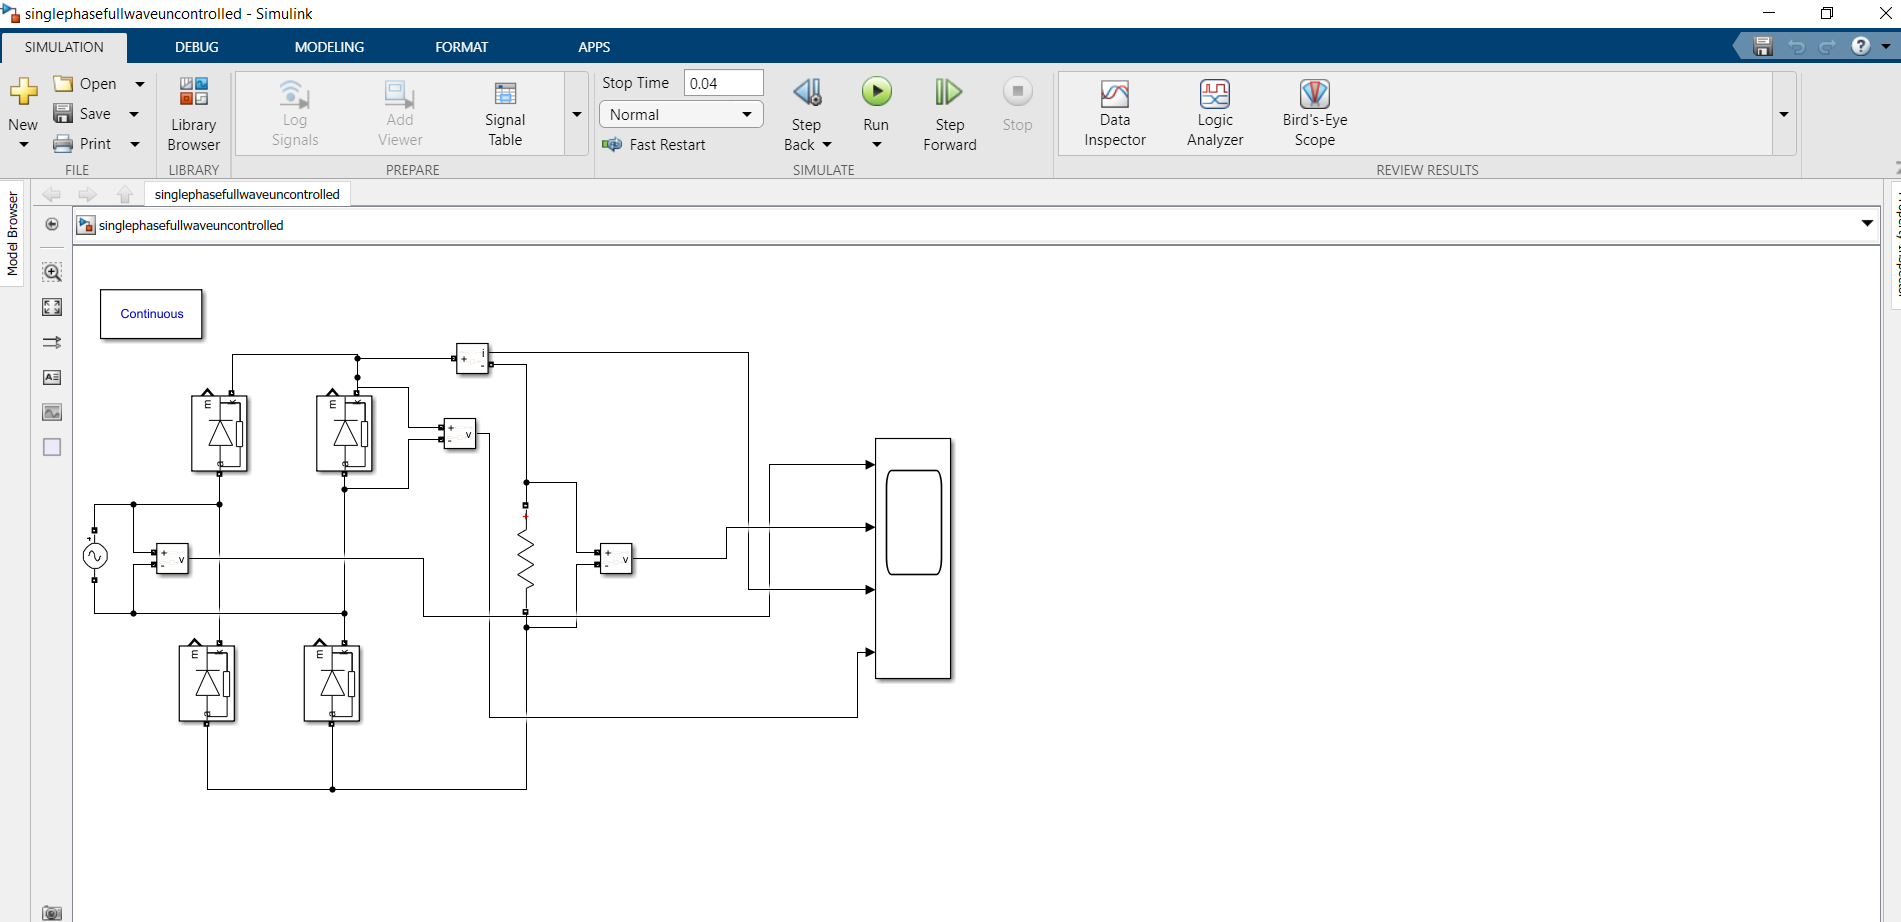 singlephasefullwaveuncontrolled - Simulink
SIMULATION DEBUG MODELING FORMAT APPS
New
Open
Save
Print
FILE
Library
Browser
LIBRARY
Log
Signals
Add
Viewer
Signal
Table
PREPARE
Stop Time 0.04
Normal
Fast Restart
Step
Back
Run
Step
Forward
Stop
SIMULATE
Data
Inspector
Logic
Analyzer
Bird's-Eye
Scope
REVIEW RESULTS
Model Browser
singlephasefullwaveuncontrolled
singlephasefullwaveuncontrolled
Continuous
+ i
-
m k
a
m k
a
+
- v
+
- v
+
- v
m k
a
m k
a